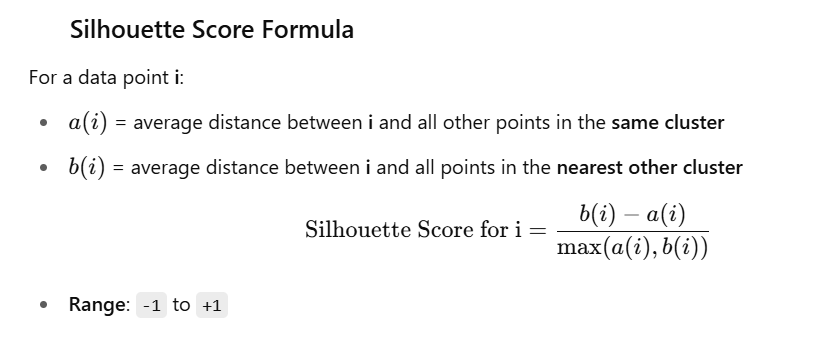 Silhouette Score Formula
For a data point i:
• a(i) = average distance between i and all other points in the same cluster
• b(i) = average distance between i and all points in the nearest other cluster
Silhouette Score for i = b(i) − a(i) / max(a(i), b(i))
• Range: -1 to +1